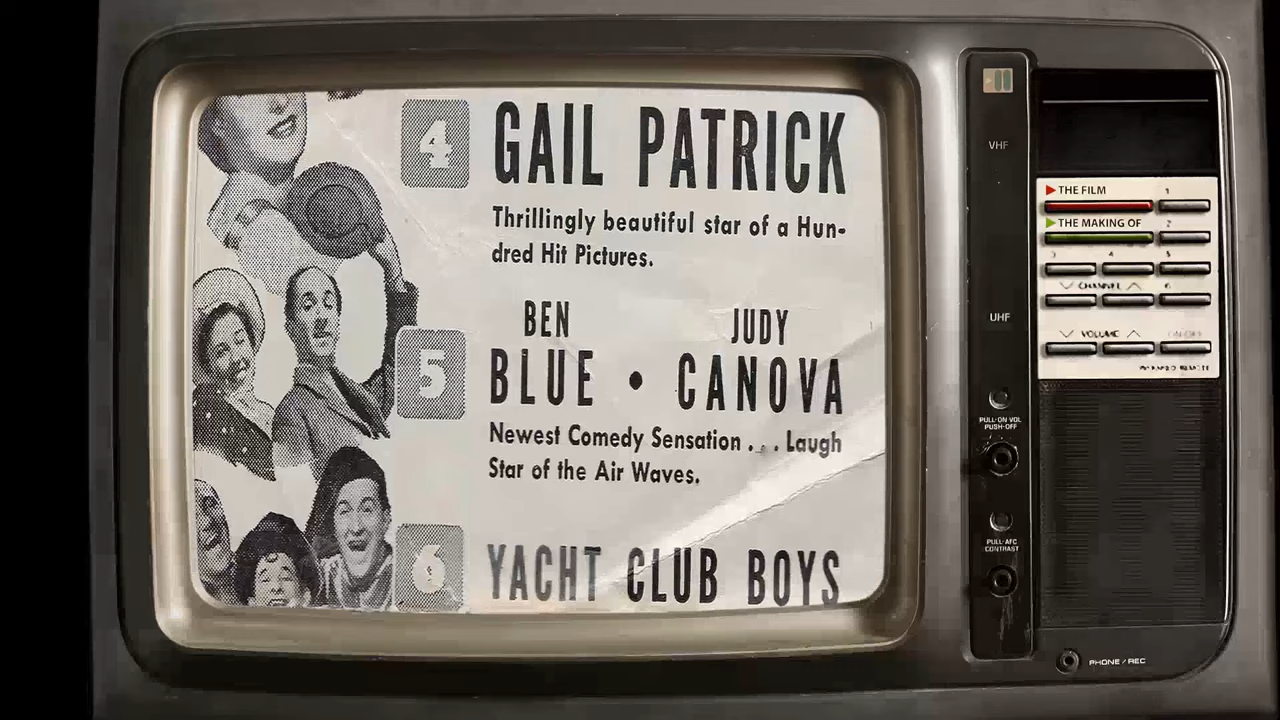 4
GAIL PATRICK
Thrillingly beautiful star of a Hun-
dred Hit Pictures.
BEN
BLUE • 
JUDY
CANOVA
5
Newest Comedy Sensation . . . Laugh
Star of the Air Waves.
6
YACHT CLUB BOYS
VHF
UHF
PULL-ON VOL
PUSH-OFF
PULL-AFC
CONTRAST
THE FILM
1
THE MAKING OF
2
3 4 5
CHANNEL 6
VOLUME
PHONE / REC